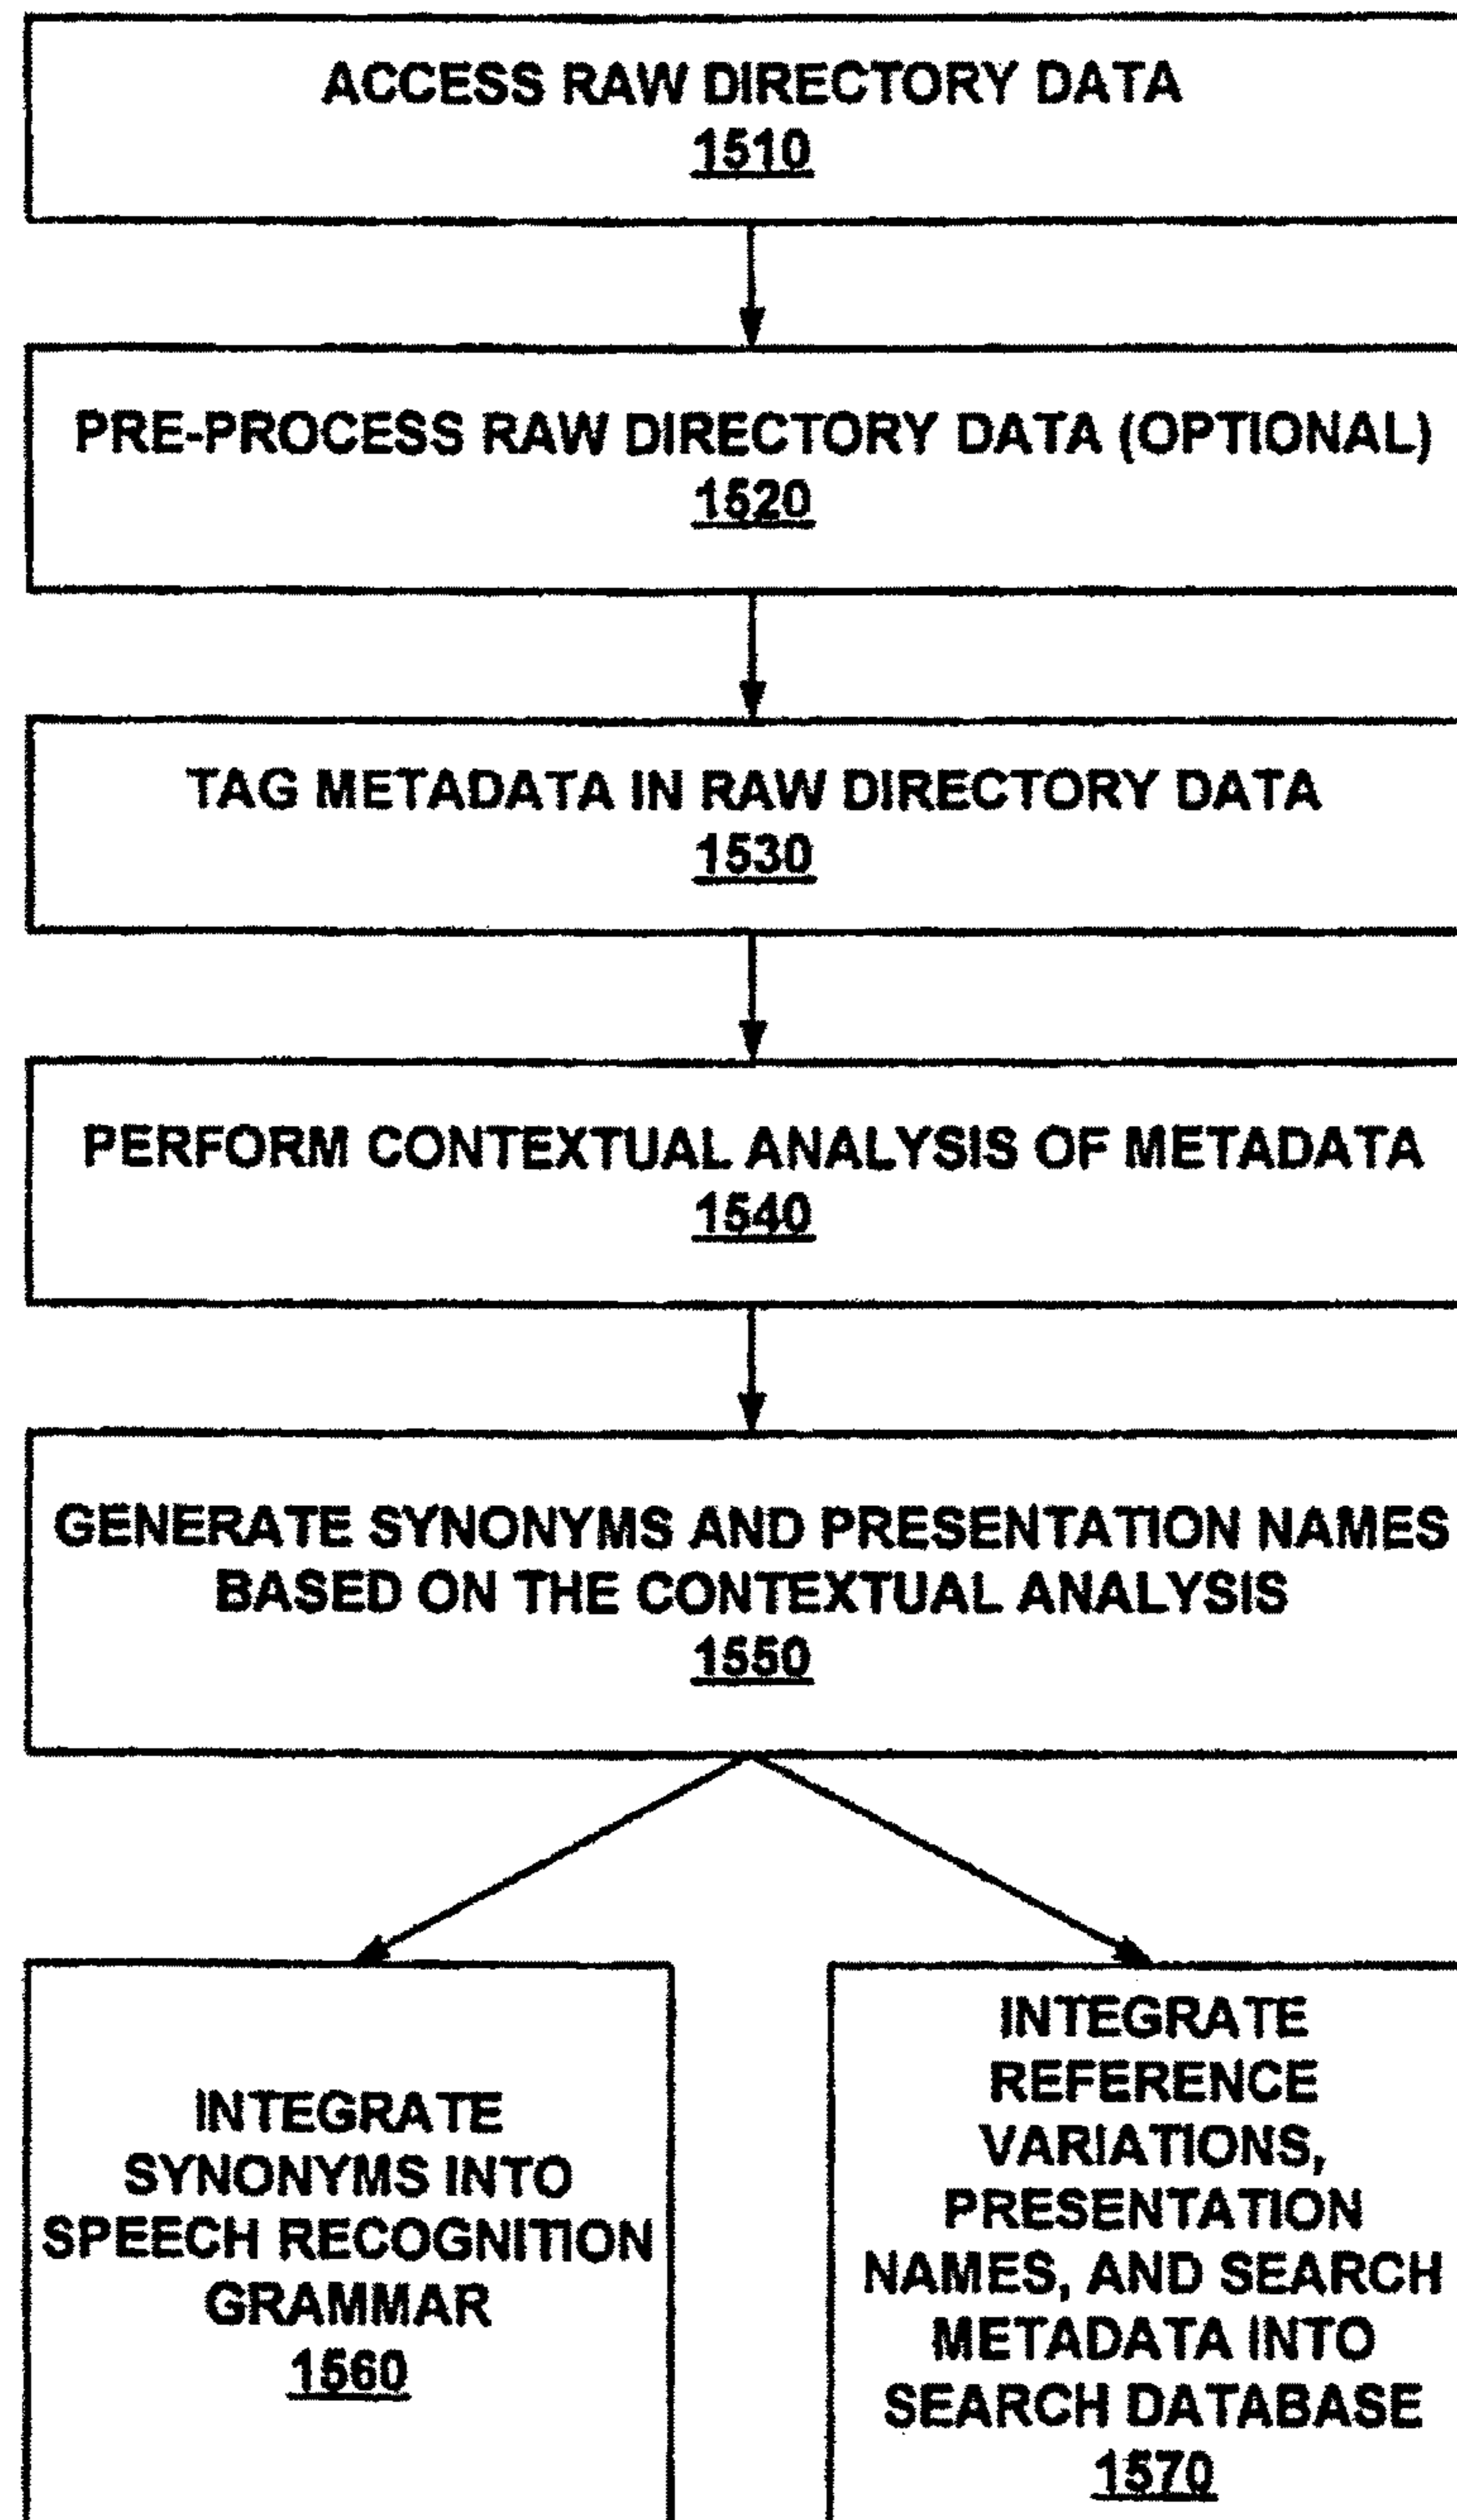 ACCESS RAW DIRECTORY DATA
1510
PRE-PROCESS RAW DIRECTORY DATA (OPTIONAL)
1520
TAG METADATA IN RAW DIRECTORY DATA
1530
PERFORM CONTEXTUAL ANALYSIS OF METADATA
1540
GENERATE SYNONYMS AND PRESENTATION NAMES
BASED ON THE CONTEXTUAL ANALYSIS
1550
INTEGRATE
SYNONYMS INTO
SPEECH RECOGNITION
GRAMMAR
1560
INTEGRATE
REFERENCE
VARIATIONS,
PRESENTATION
NAMES, AND SEARCH
METADATA INTO
SEARCH DATABASE
1570